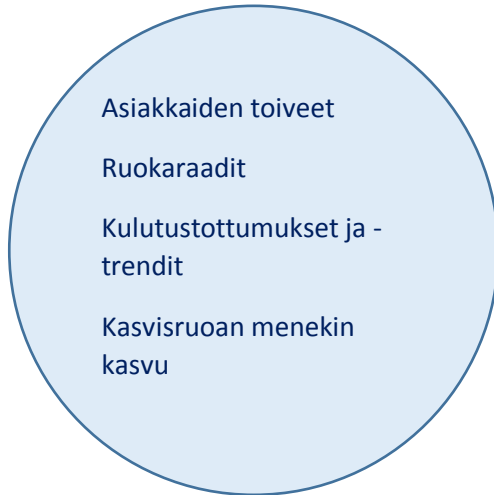 Asiakkaiden toiveet
Ruokaraadit
Kulutustottumukset ja -
trendit
Kasvisruoan menekin
kasvu